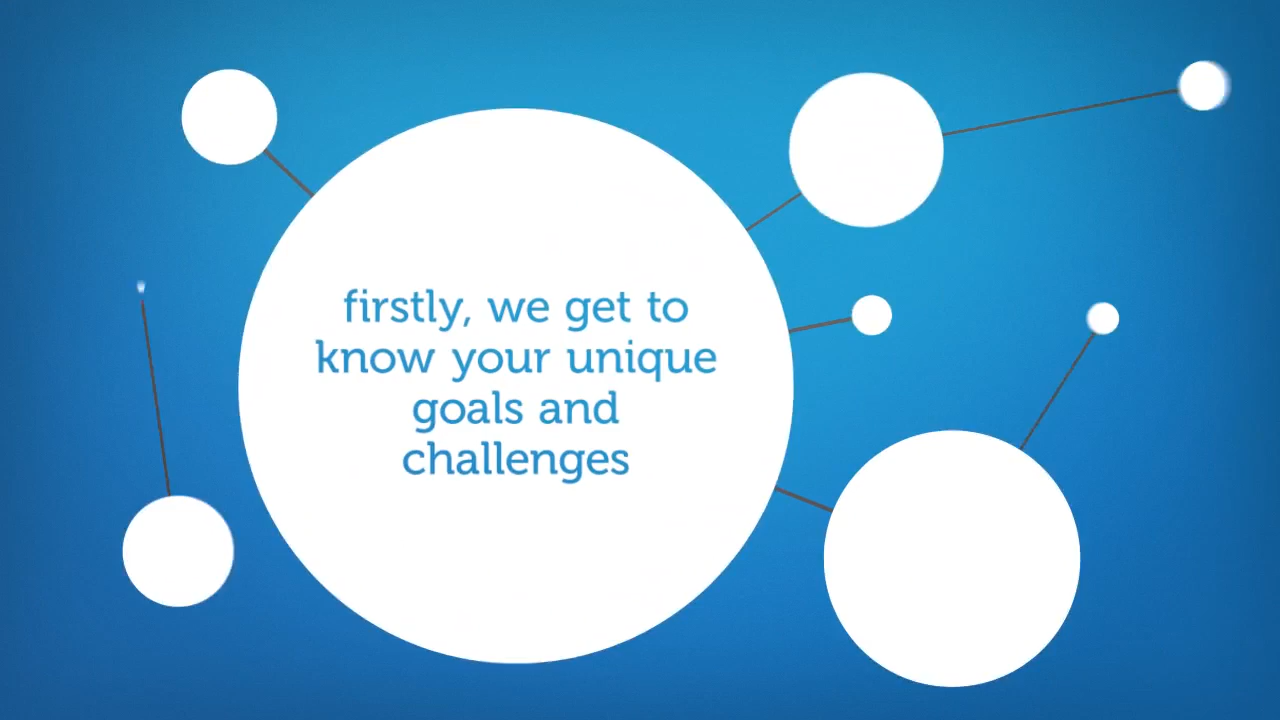 firstly, we get to
know your unique
goals and
challenges